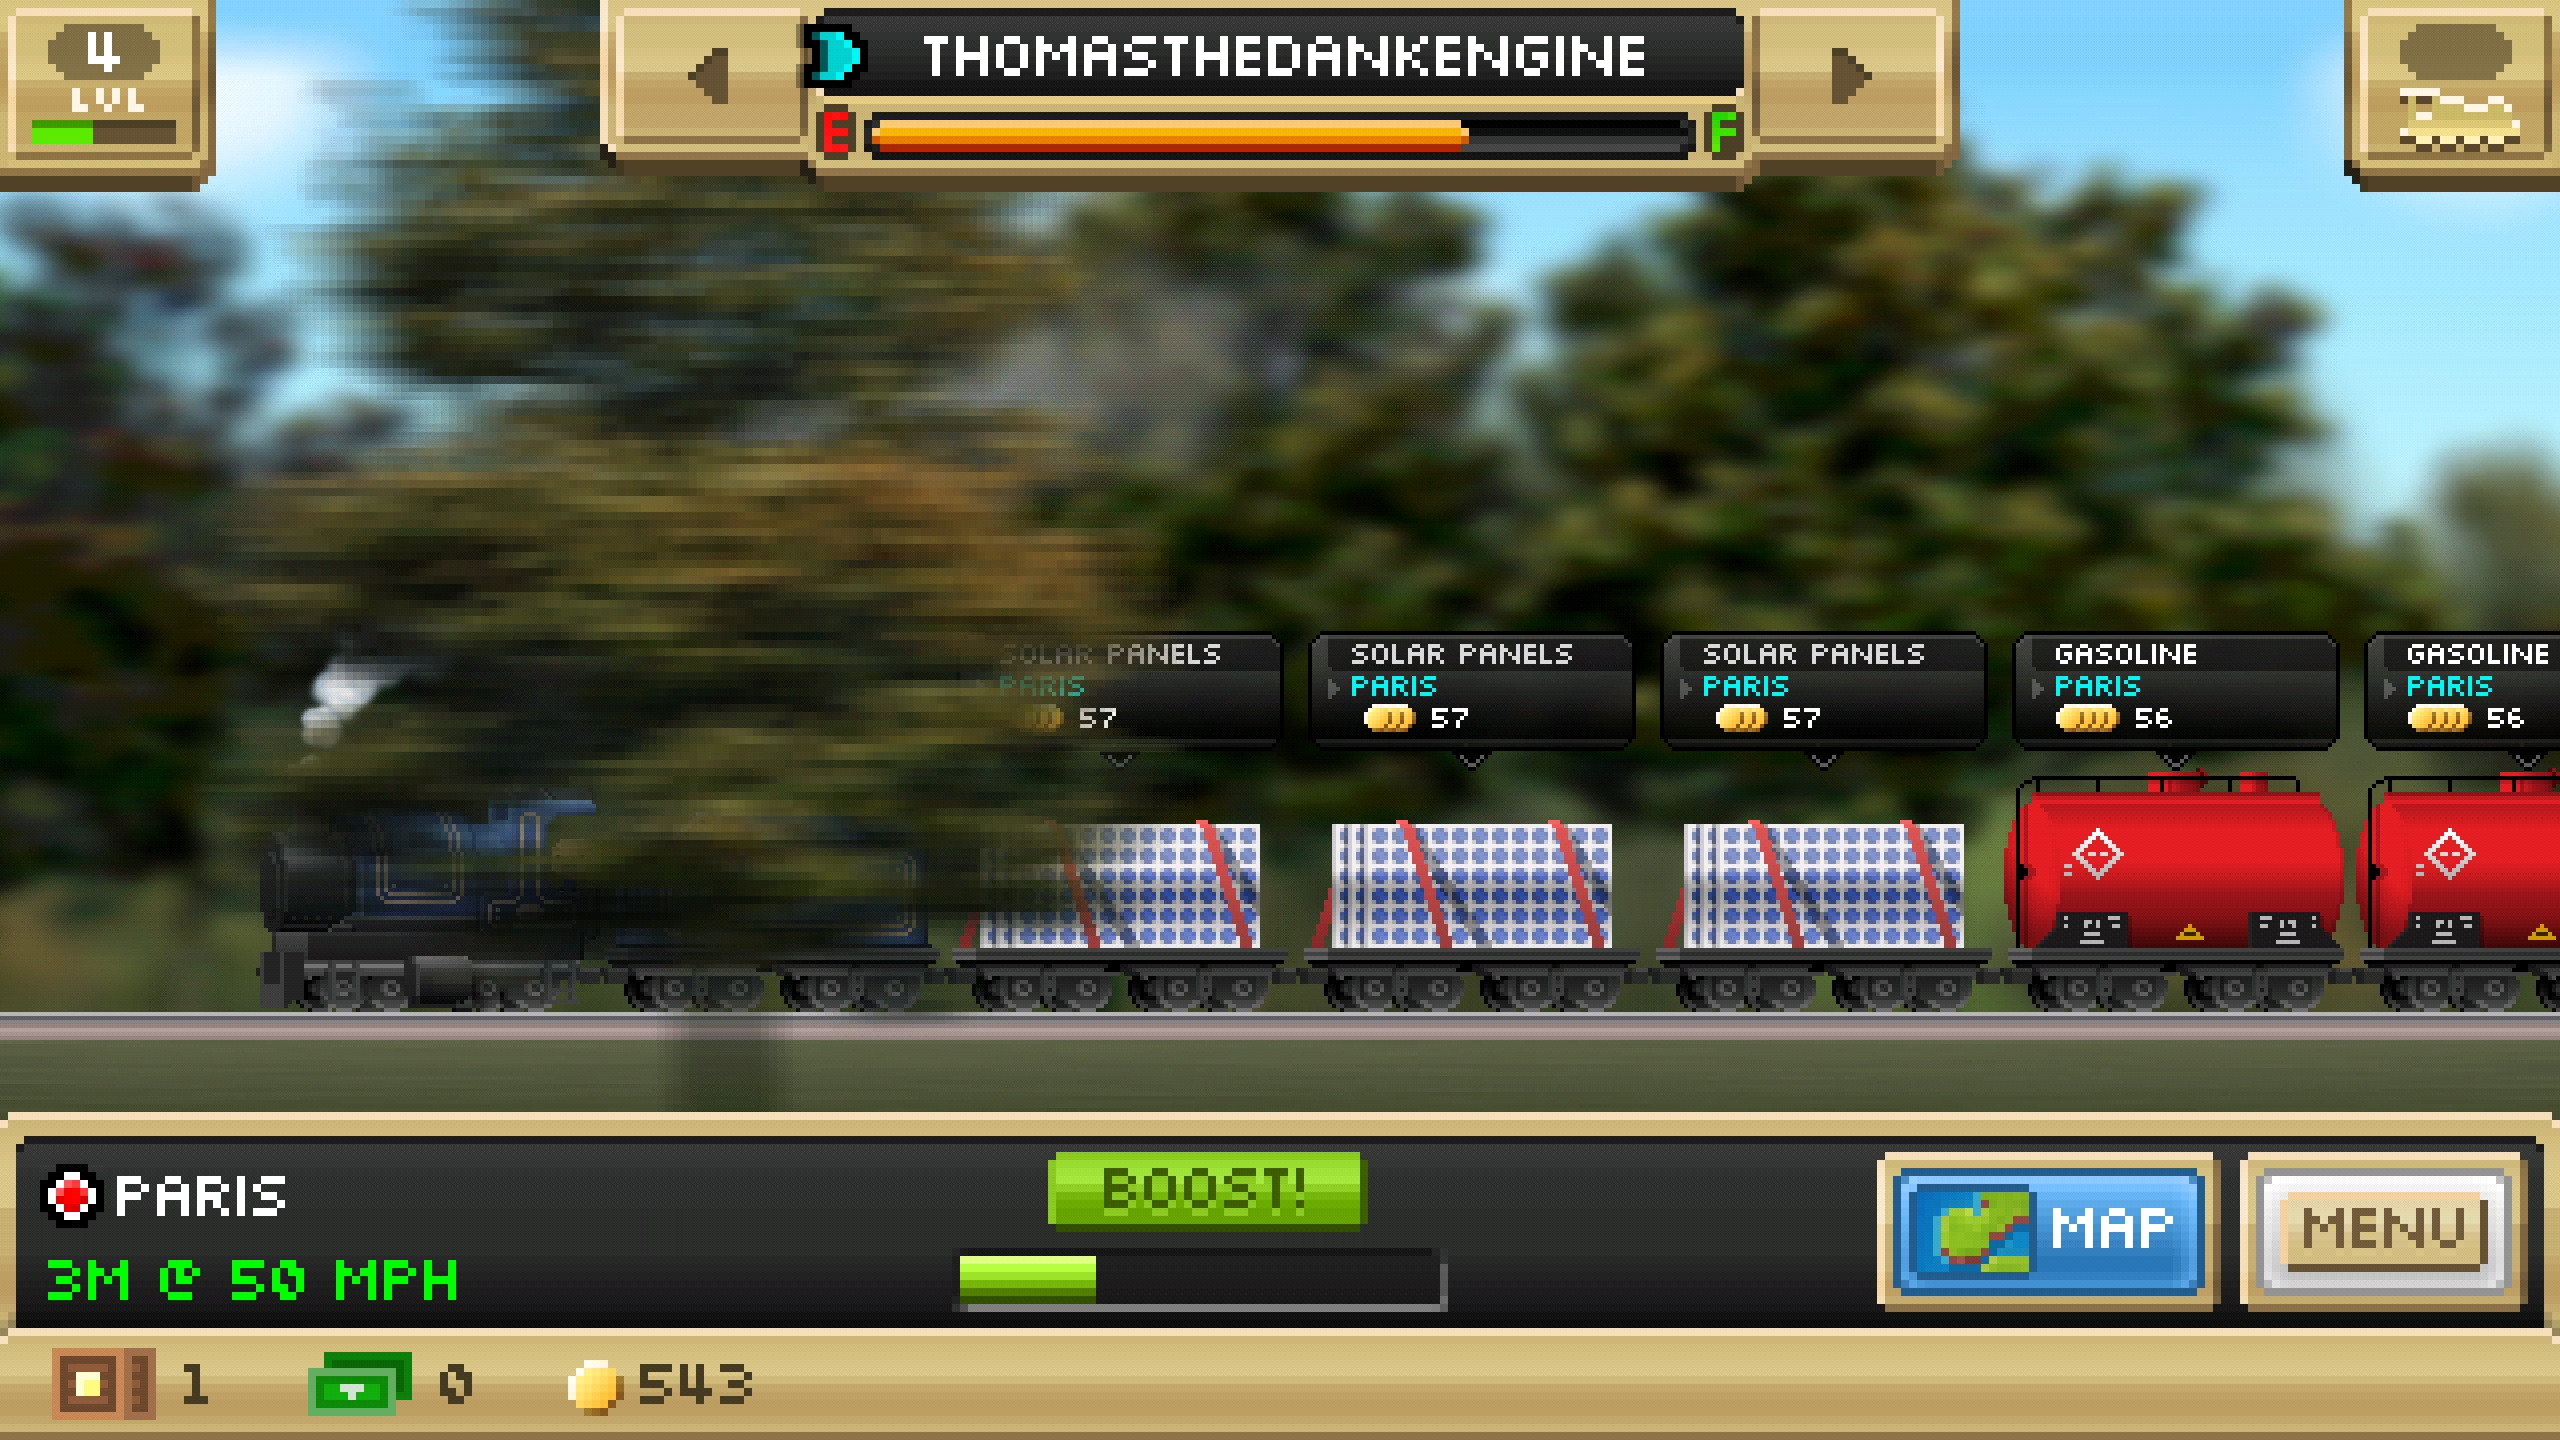 4
LVL
THOMASTHEDANKENGINE
E F
SOLAR PANELS
PARIS
57
SOLAR PANELS
PARIS
57
SOLAR PANELS
PARIS
57
GASOLINE
PARIS
56
GASOLINE
PARIS
56
PARIS
3M @ 50 MPH
BOOST!
MAP
MENU
1
0
543